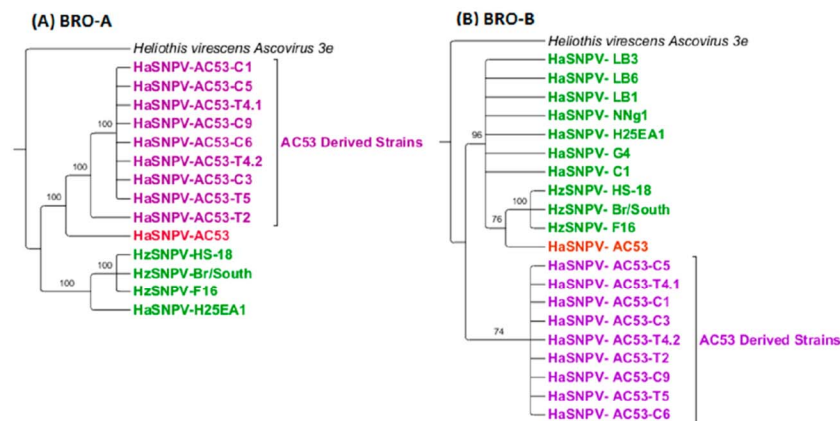 (A) BRO-A
Heliothis virescens Ascovirus 3e
HaSNPV-AC53-C1
HaSNPV-AC53-C5
HaSNPV-AC53-T4.1
100
HaSNPV-AC53-C9
HaSNPV-AC53-C6
AC53 Derived Strains
HaSNPV-AC53-T4.2
100
HaSNPV-AC53-C3
HaSNPV-AC53-T5
100
HaSNPV-AC53-T2
HaSNPV-AC53
HzSNPV-HS-18
100
HzSNPV-Br/South
100
HzSNPV-F16
HaSNPV-H25EA1
(B) BRO-B
Heliothis virescens Ascovirus 3e
HaSNPV- LB3
HaSNPV- LB6
HaSNPV- LB1
HaSNPV- NNg1
96
HaSNPV- H25EA1
HaSNPV- G4
HaSNPV- C1
HzSNPV- HS-18
100
HzSNPV- Br/South
76
HzSNPV- F16
HaSNPV- AC53
HaSNPV- AC53-C5
HaSNPV- AC53-T4.1
HaSNPV- AC53-C1
HaSNPV- AC53-C3
74
HaSNPV- AC53-T4.2
AC53 Derived Strains
HaSNPV- AC53-T2
HaSNPV- AC53-C9
HaSNPV- AC53-T5
HaSNPV- AC53-C6